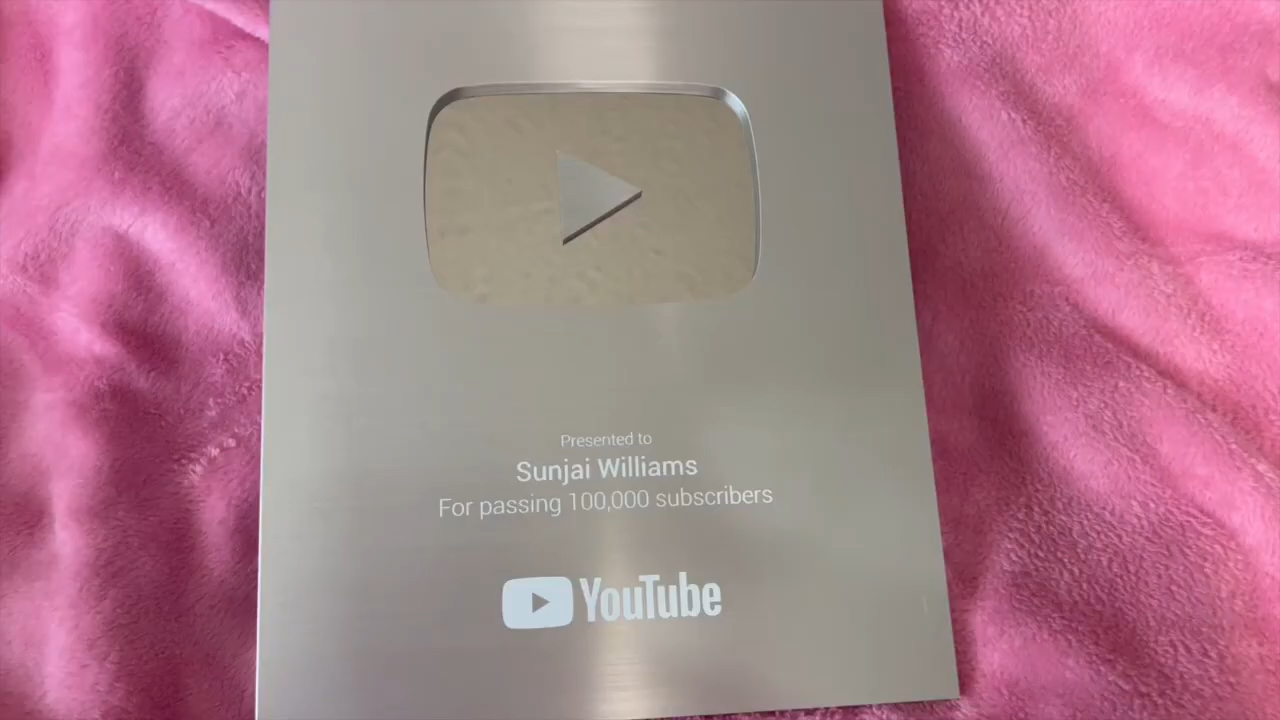 Presented to
Sunjai Williams
For passing 100,000 subscribers
YouTube